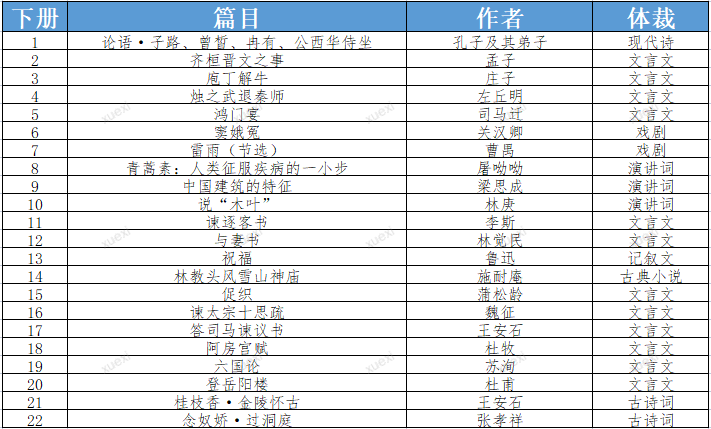 下册 篇目 作者 体裁
1 论语·子路、曾皙、冉有、公西华侍坐 孔子及其弟子 现代诗
2 齐桓晋文之事 孟子 文言文
3 庖丁解牛 庄子 文言文
4 烛之武退秦师 左丘明 文言文
5 鸿门宴 司马迁 文言文
6 窦娥冤 关汉卿 戏剧
7 雷雨（节选） 曹禺 戏剧
8 青蒿素：人类征服疾病的一小步 屠呦呦 演讲词
9 中国建筑的特征 梁思成 演讲词
10 说“木叶” 林庚 演讲词
11 谏逐客书 李斯 文言文
12 与妻书 林觉民 文言文
13 祝福 鲁迅 记叙文
14 林教头风雪山神庙 施耐庵 古典小说
15 促织 蒲松龄 文言文
16 谏太宗十思疏 魏征 文言文
17 答司马谏议书 王安石 文言文
18 阿房宫赋 杜牧 文言文
19 六国论 苏洵 文言文
20 登岳阳楼 杜甫 文言文
21 桂枝香·金陵怀古 王安石 古诗词
22 念奴娇·过洞庭 张孝祥 古诗词